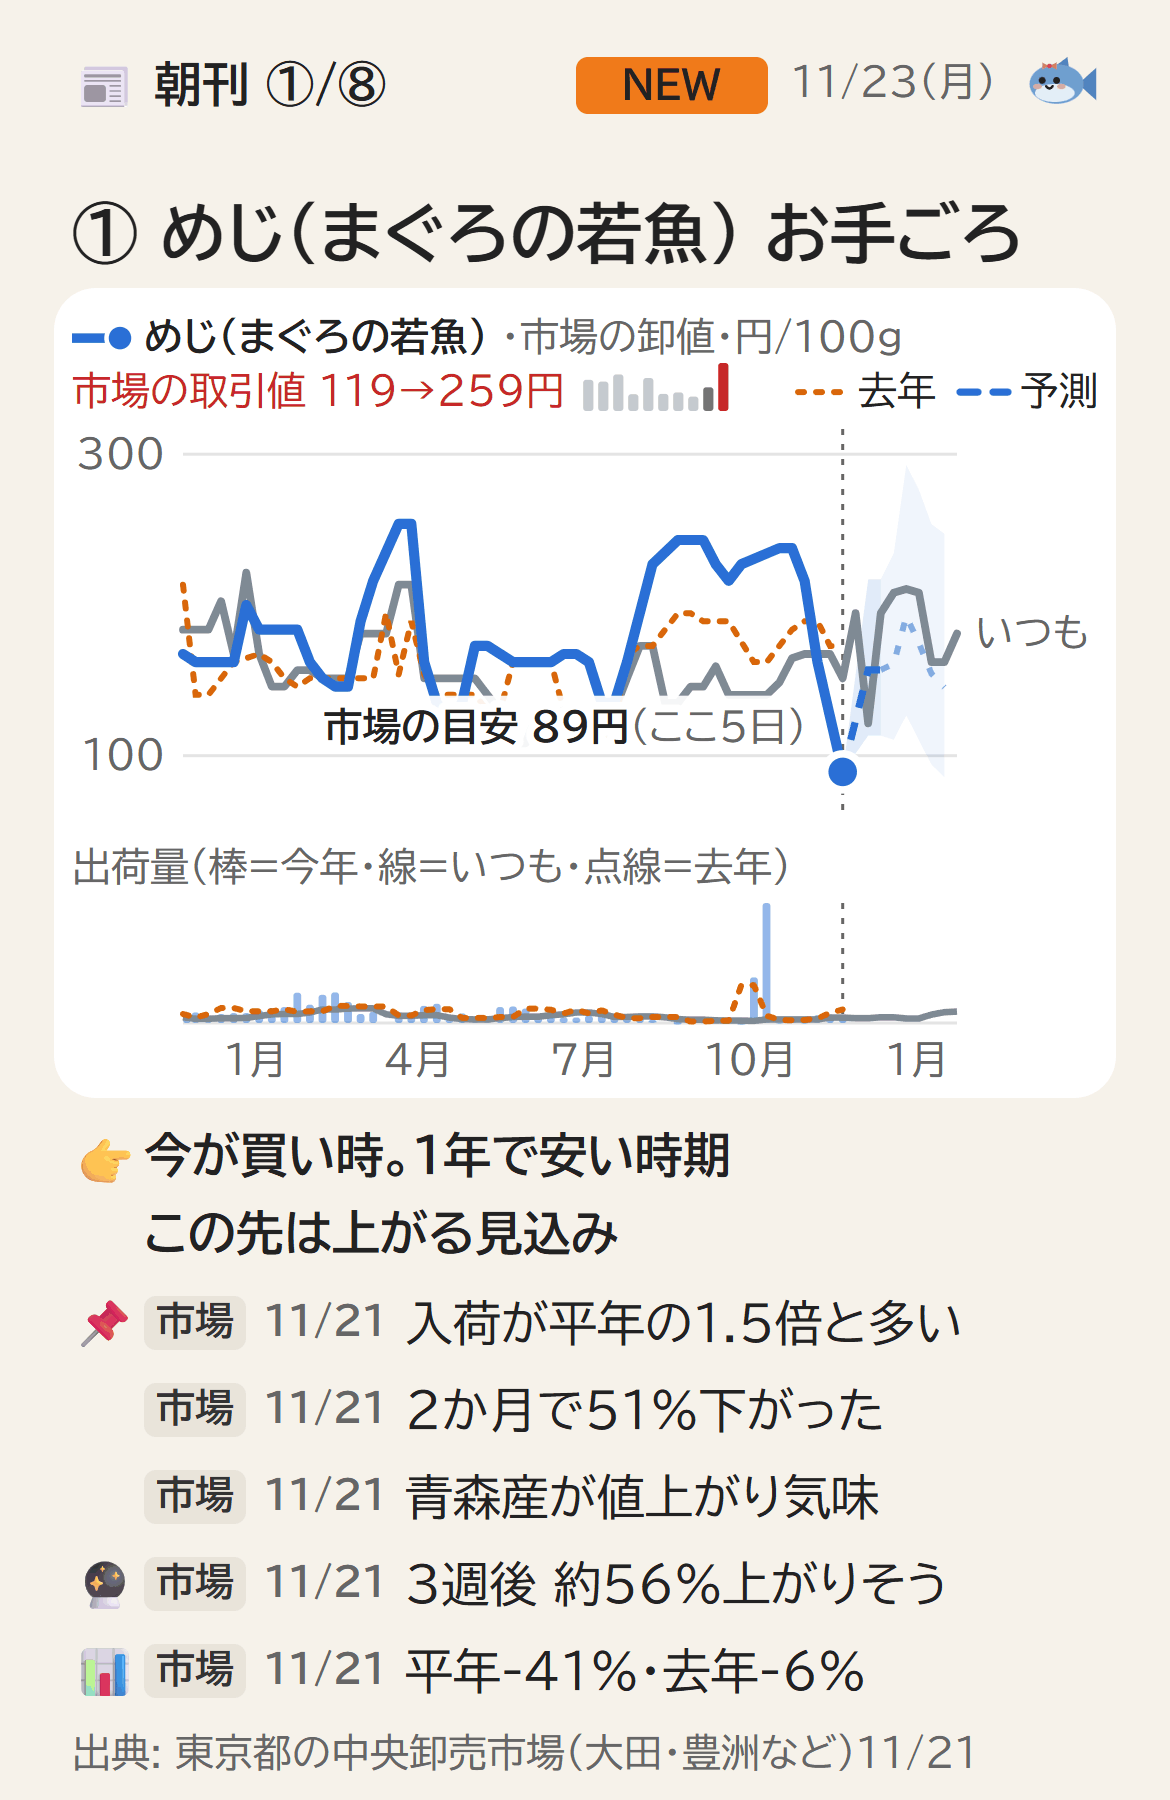 朝刊 ①/⑧ NEW 11/23(月)
① めじ(まぐろの若魚) お手ごろ
めじ(まぐろの若魚)・市場の卸値・円/100g
市場の取引値 119→259円 去年 予測
300
いつも
市場の目安 89円(ここ5日)
100
出荷量(棒=今年・線=いつも・点線=去年)
1月 4月 7月 10月 1月
今が買い時。1年で安い時期
この先は上がる見込み
市場 11/21 入荷が平年の1.5倍と多い
市場 11/21 2か月で51%下がった
市場 11/21 青森産が値上がり気味
市場 11/21 3週後 約56%上がりそう
市場 11/21 平年-41%・去年-6%
出典: 東京都の中央卸売市場(大田・豊洲など)11/21